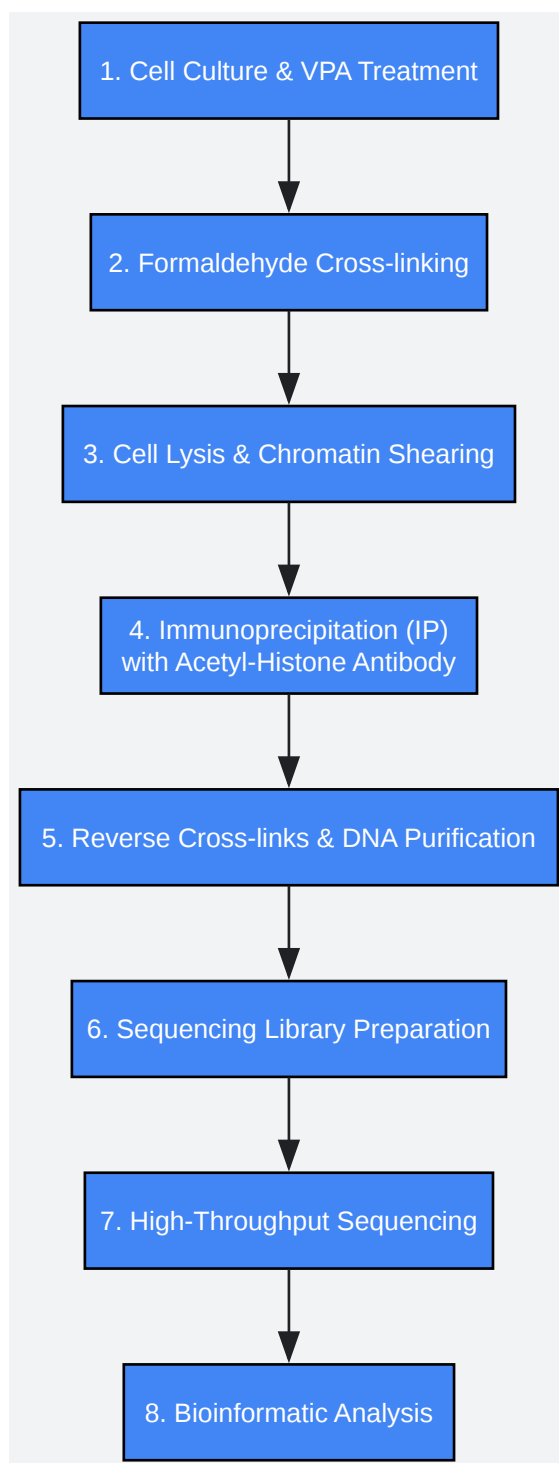 1. Cell Culture & VPA Treatment
2. Formaldehyde Cross-linking
3. Cell Lysis & Chromatin Shearing
4. Immunoprecipitation (IP)
with Acetyl-Histone Antibody
5. Reverse Cross-links & DNA Purification
6. Sequencing Library Preparation
7. High-Throughput Sequencing
8. Bioinformatic Analysis